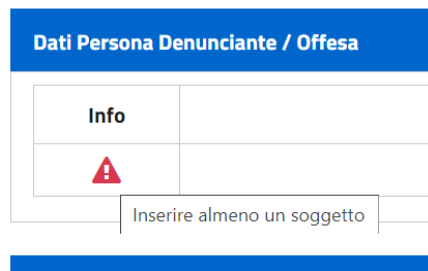 Dati Persona Denunciante / Offesa
Info
Inserire almeno un soggetto